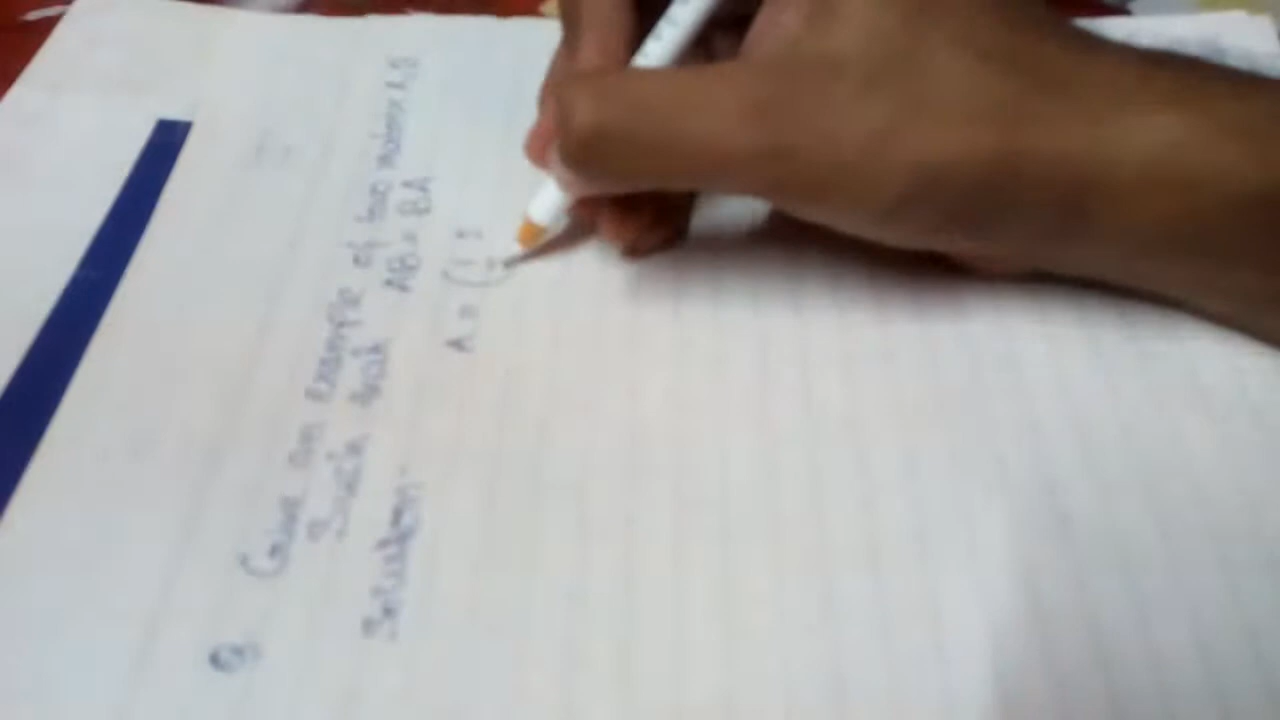 Q Give an Example of two matrix A, B
Such that AB = BA
Solution:-
A = ( 1 1